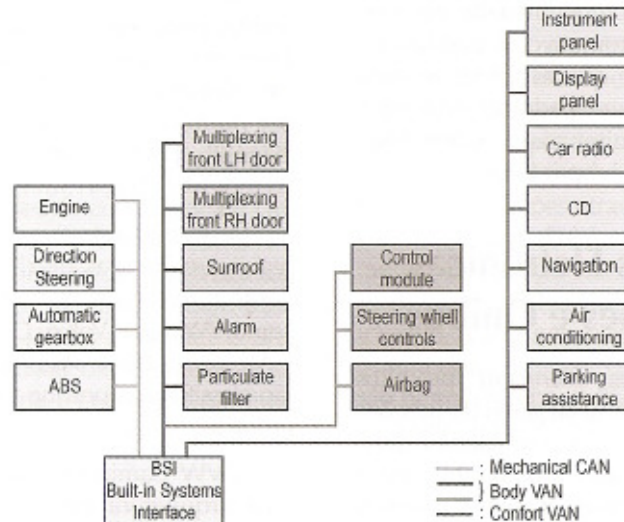 Instrument
panel
Display
panel
Multiplexing
front LH door
Car radio
Engine
Multiplexing
front RH door
CD
Direction
Steering
Sunroof
Control
module
Navigation
Automatic
gearbox
Alarm
Steering whell
controls
Air
conditioning
ABS
Particulate
filter
Airbag
Parking
assistance
BSI
Built-in Systems
Interface
: Mechanical CAN
} Body VAN
: Confort VAN